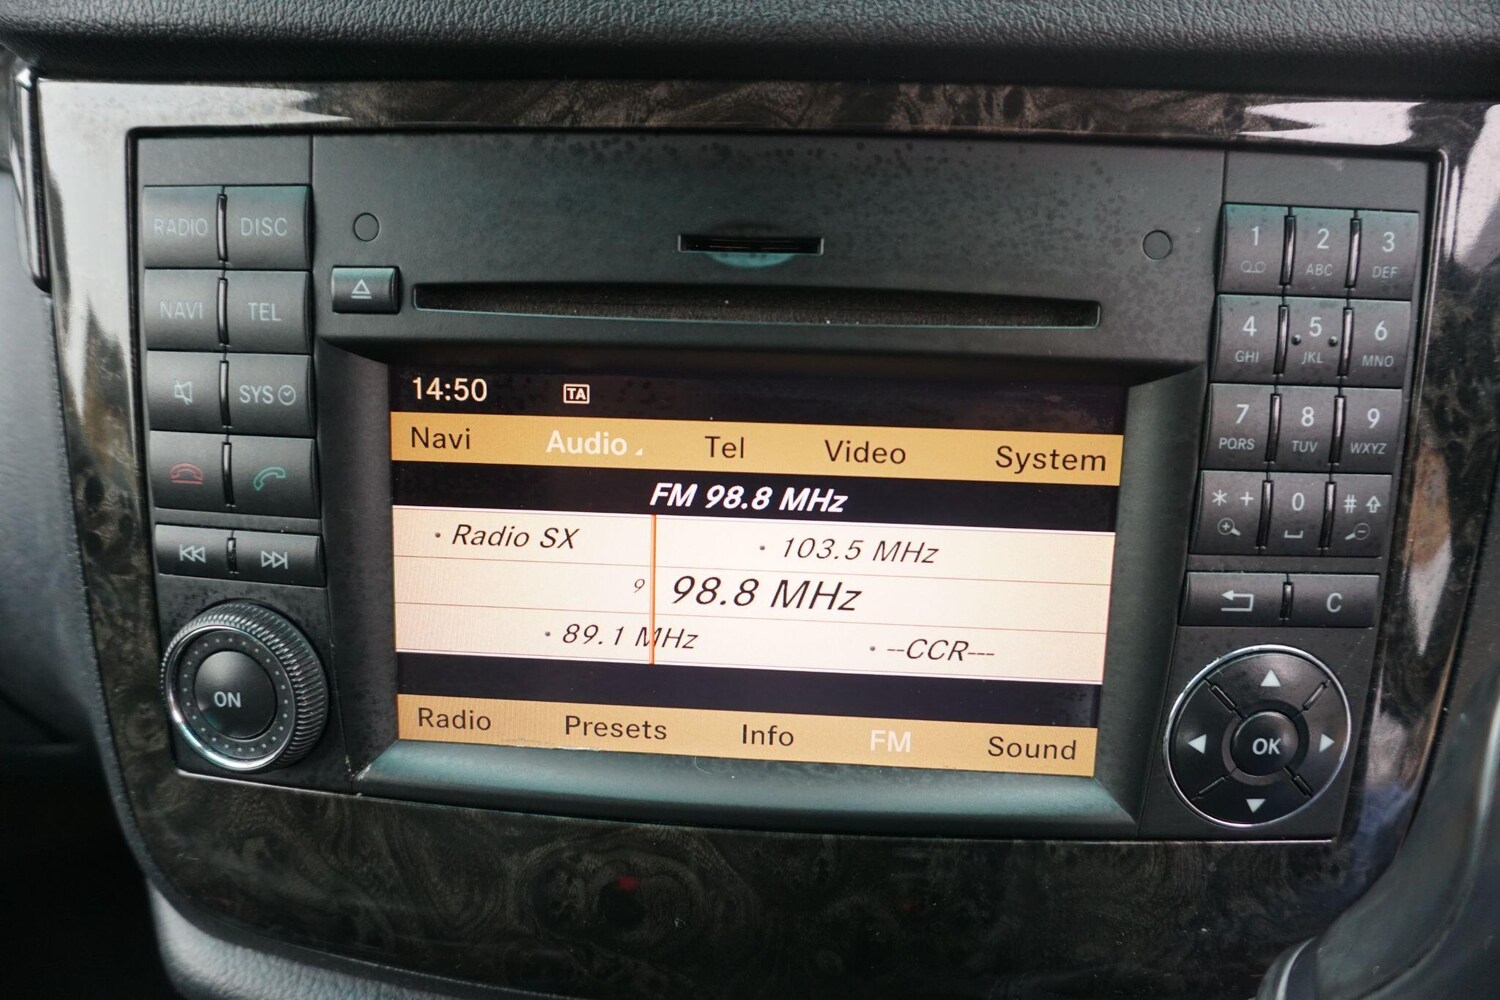 RADIO DISC
NAVI TEL
SYS
ON
14:50 TA
Navi Audio Tel Video System
FM 98.8 MHz
· Radio SX · 103.5 MHz
9 98.8 MHz
· 89.1 MHz · --CCR---
Radio Presets Info FM Sound
1 2 3
ABC DEF
4 5 6
GHI JKL MNO
7 8 9
PQRS TUV WXYZ
* + 0 #
C
OK